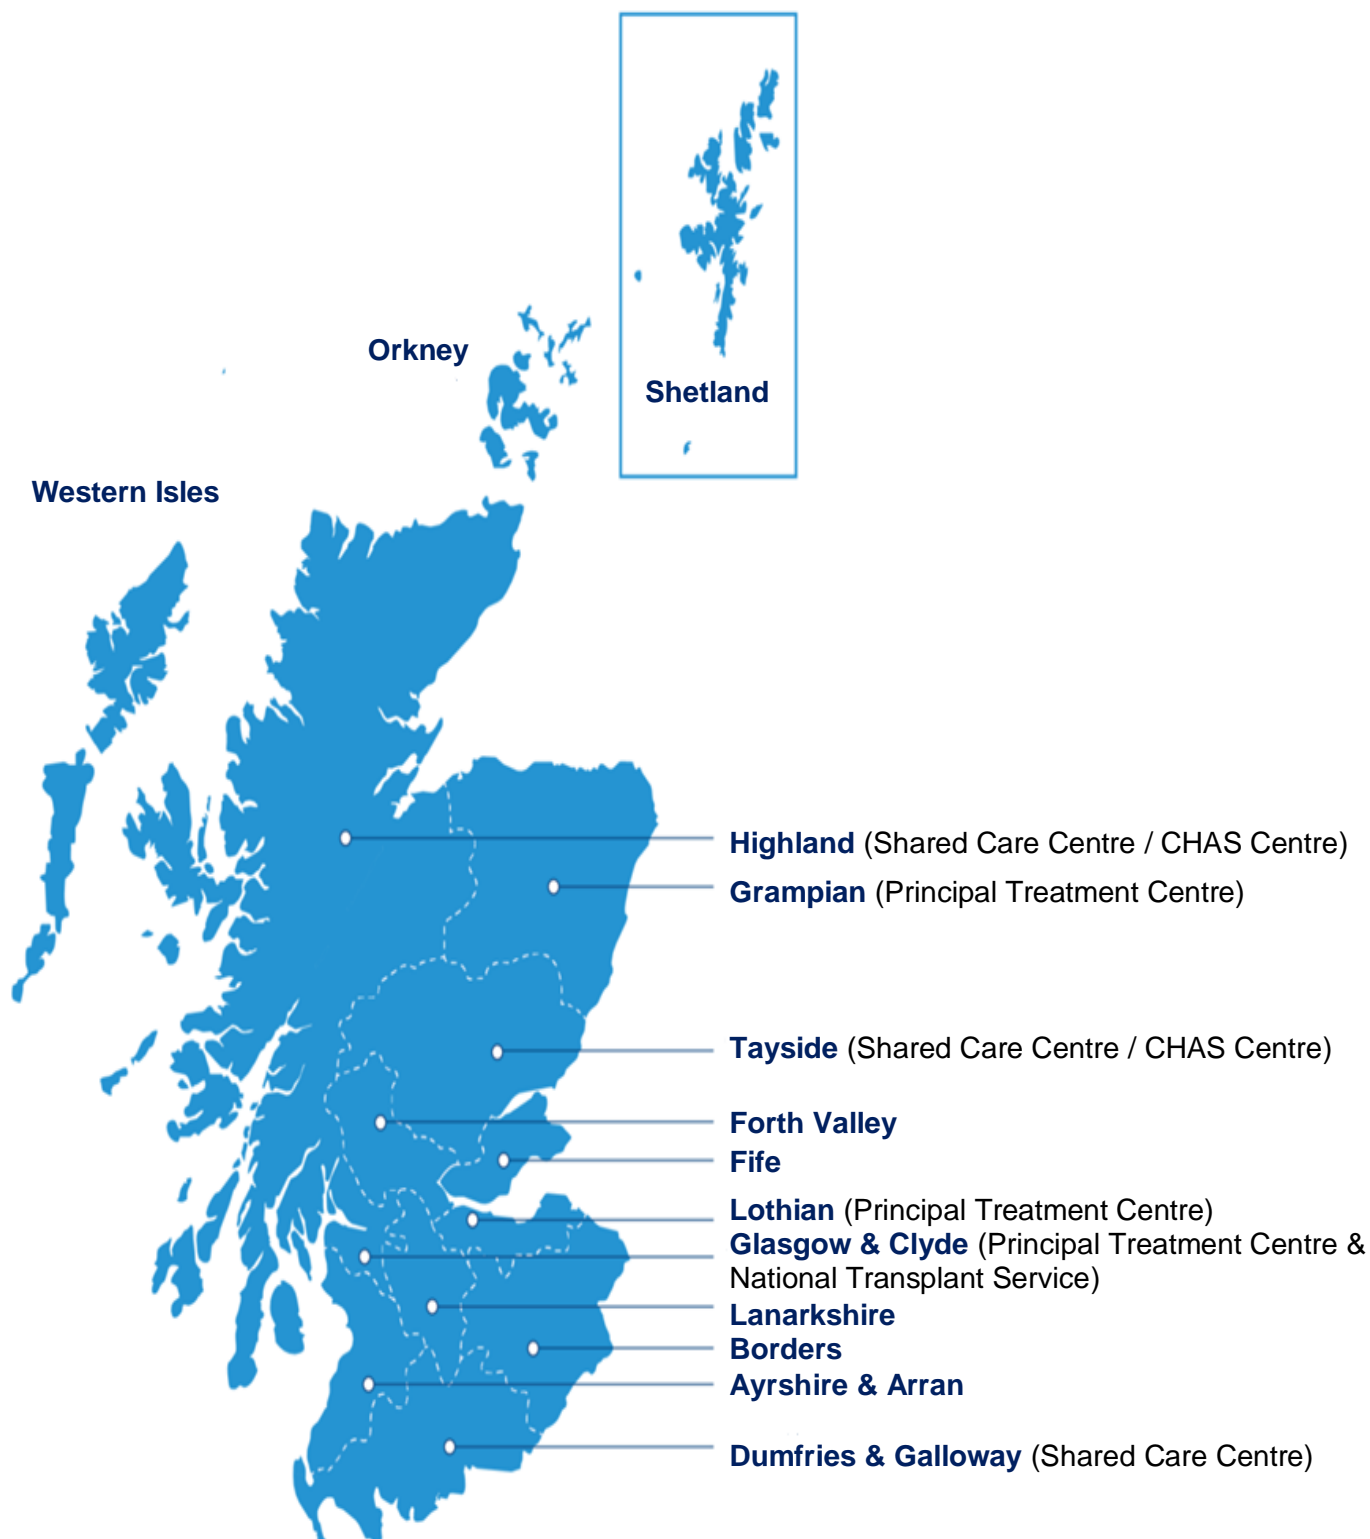 Orkney
Shetland
Western Isles
Highland (Shared Care Centre / CHAS Centre)
Grampian (Principal Treatment Centre)
Tayside (Shared Care Centre / CHAS Centre)
Forth Valley
Fife
Lothian (Principal Treatment Centre)
Glasgow & Clyde (Principal Treatment Centre &
National Transplant Service)
Lanarkshire
Borders
Ayrshire & Arran
Dumfries & Galloway (Shared Care Centre)